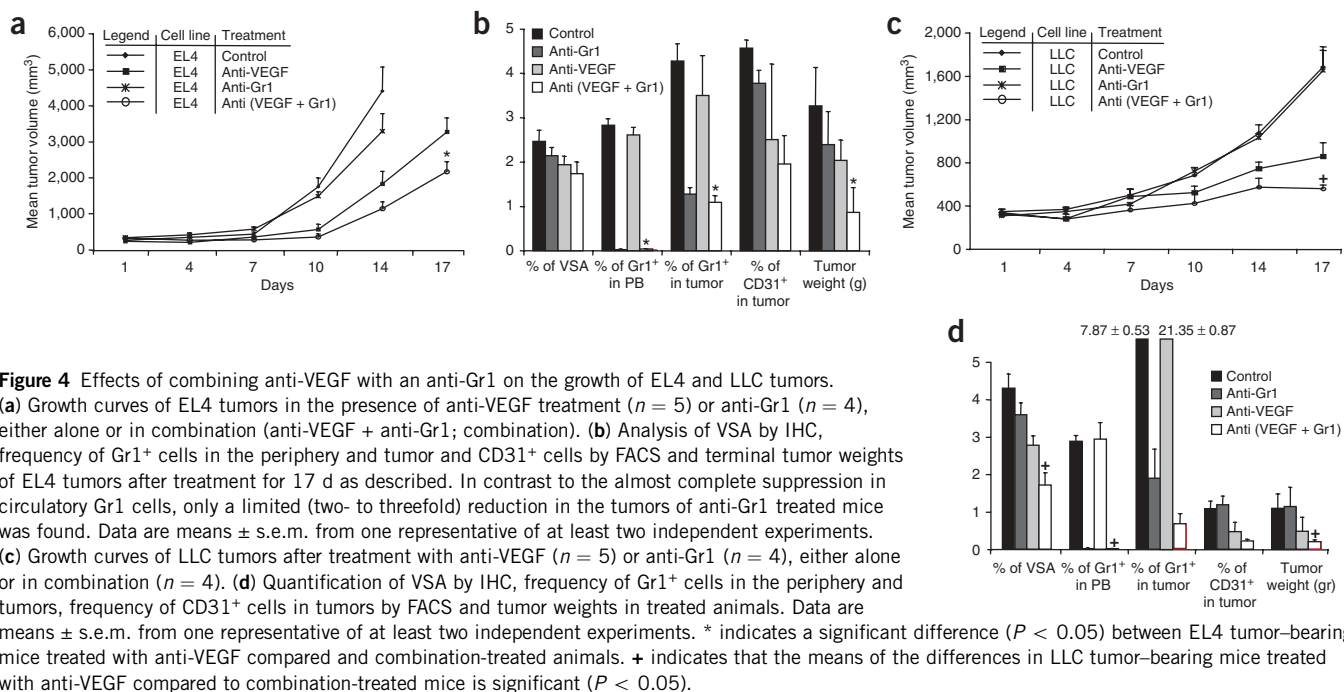 a
6,000
5,000
4,000
3,000
2,000
1,000
0
Mean tumor volume (mm³)
Legend Cell line Treatment
EL4 Control
EL4 Anti-VEGF
EL4 Anti-Gr1
EL4 Anti (VEGF + Gr1)
*
1 4 7 10 14 17
Days
b
5
4
3
2
1
0
Control
Anti-Gr1
Anti-VEGF
Anti (VEGF + Gr1)
* * *
% of VSA
% of Gr1⁺ in PB
% of Gr1⁺ in tumor
% of CD31⁺ in tumor
Tumor weight (g)
c
2,000
1,600
1,200
800
400
0
Mean tumor volume (mm³)
Legend Cell line Treatment
LLC Control
LLC Anti-VEGF
LLC Anti-Gr1
LLC Anti (VEGF + Gr1)
+
1 4 7 10 14 17
Days
d
7.87 ± 0.53 21.35 ± 0.87
5
4
3
2
1
0
Control
Anti-Gr1
Anti-VEGF
Anti (VEGF + Gr1)
+ + +
% of VSA
% of Gr1⁺ in PB
% of Gr1⁺ in tumor
% of CD31⁺ in tumor
Tumor weight (gr)
Figure 4 Effects of combining anti-VEGF with an anti-Gr1 on the growth of EL4 and LLC tumors.
(a) Growth curves of EL4 tumors in the presence of anti-VEGF treatment (n = 5) or anti-Gr1 (n = 4),
either alone or in combination (anti-VEGF + anti-Gr1; combination). (b) Analysis of VSA by IHC,
frequency of Gr1⁺ cells in the periphery and tumor and CD31⁺ cells by FACS and terminal tumor weights
of EL4 tumors after treatment for 17 d as described. In contrast to the almost complete suppression in
circulatory Gr1 cells, only a limited (two- to threefold) reduction in the tumors of anti-Gr1 treated mice
was found. Data are means ± s.e.m. from one representative of at least two independent experiments.
(c) Growth curves of LLC tumors after treatment with anti-VEGF (n = 5) or anti-Gr1 (n = 4), either alone
or in combination (n = 4). (d) Quantification of VSA by IHC, frequency of Gr1⁺ cells in the periphery and
tumors, frequency of CD31⁺ cells in tumors by FACS and tumor weights in treated animals. Data are
means ± s.e.m. from one representative of at least two independent experiments. * indicates a significant difference (P < 0.05) between EL4 tumor–bearing
mice treated with anti-VEGF compared and combination-treated animals. + indicates that the means of the differences in LLC tumor–bearing mice treated
with anti-VEGF compared to combination-treated mice is significant (P < 0.05).